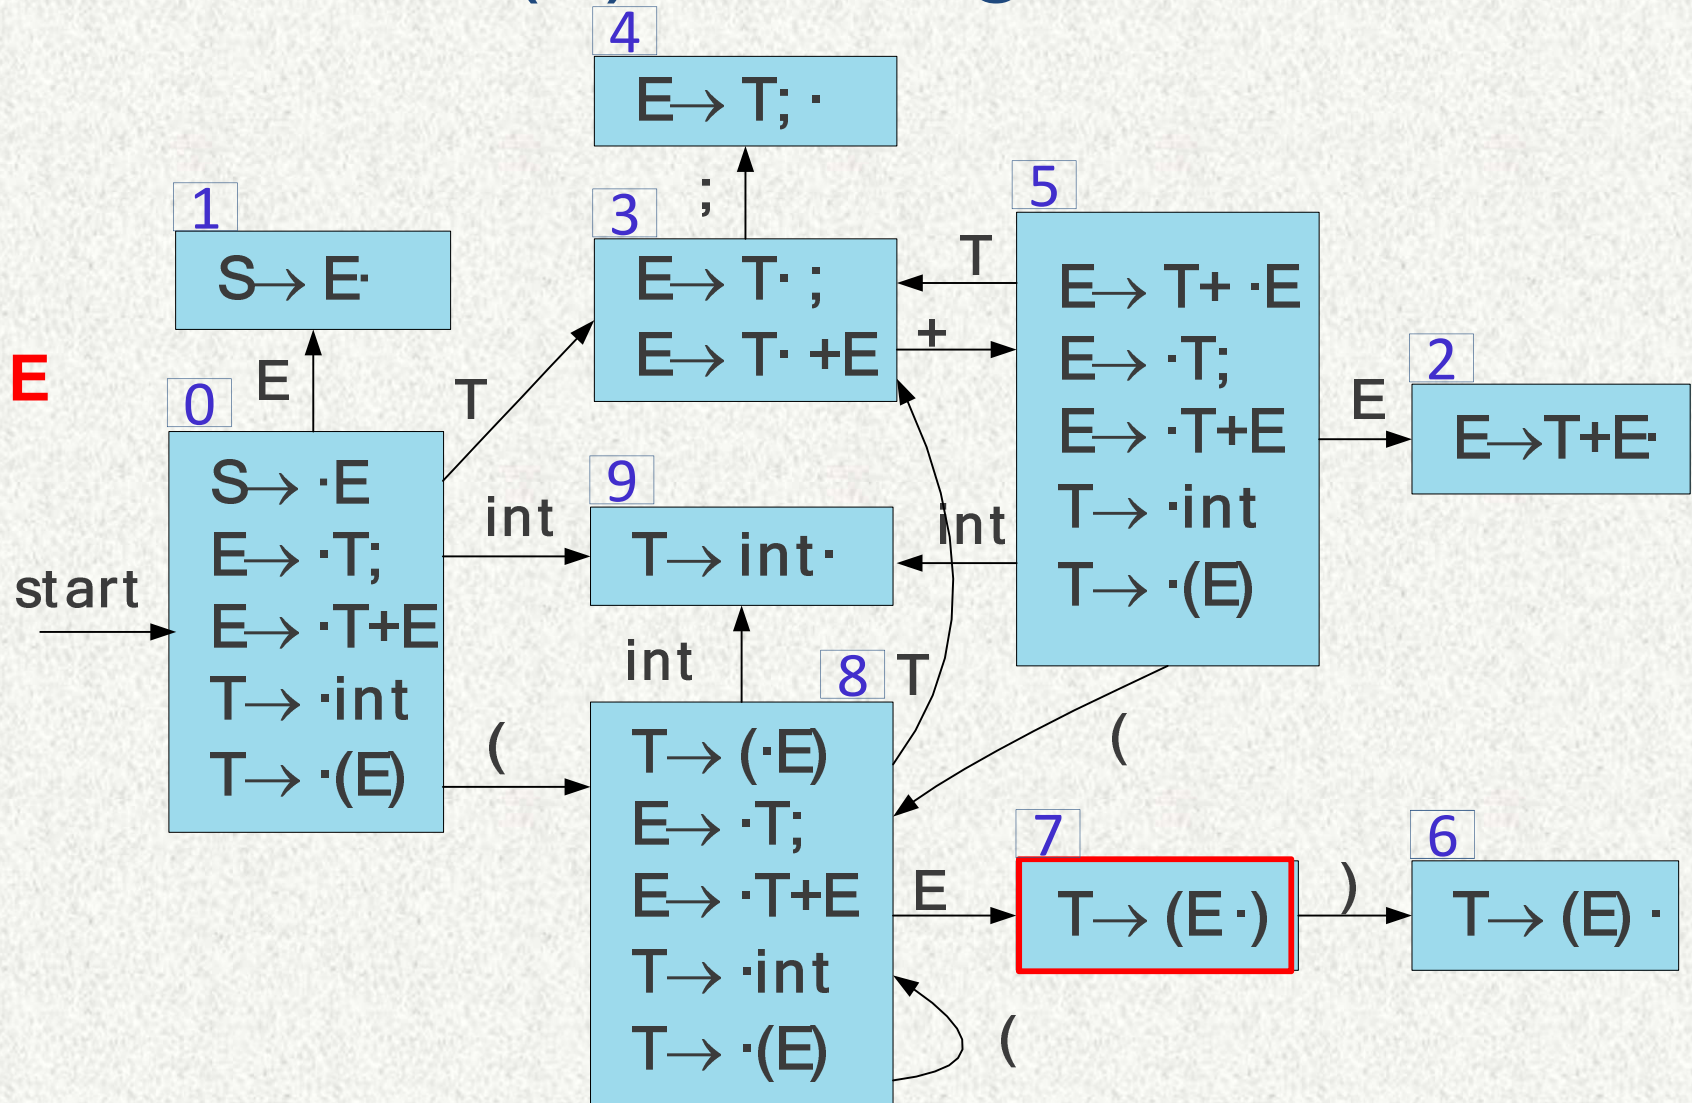 4
E→ T; ·
;
1
S→ E·
3
E→ T· ;
E→ T· +E
T
+
5
E→ T+ ·E
E→ ·T;
E→ ·T+E
T→ ·int
T→ ·(E)
E
2
E→T+E·
E
E
T
0
S→ ·E
E→ ·T;
E→ ·T+E
T→ ·int
T→ ·(E)
start
int
9
T→ int·
int
int
(
8
T
T→ (·E)
E→ ·T;
E→ ·T+E
T→ ·int
T→ ·(E)
(
E
7
T→ (E ·)
)
6
T→ (E) ·
(